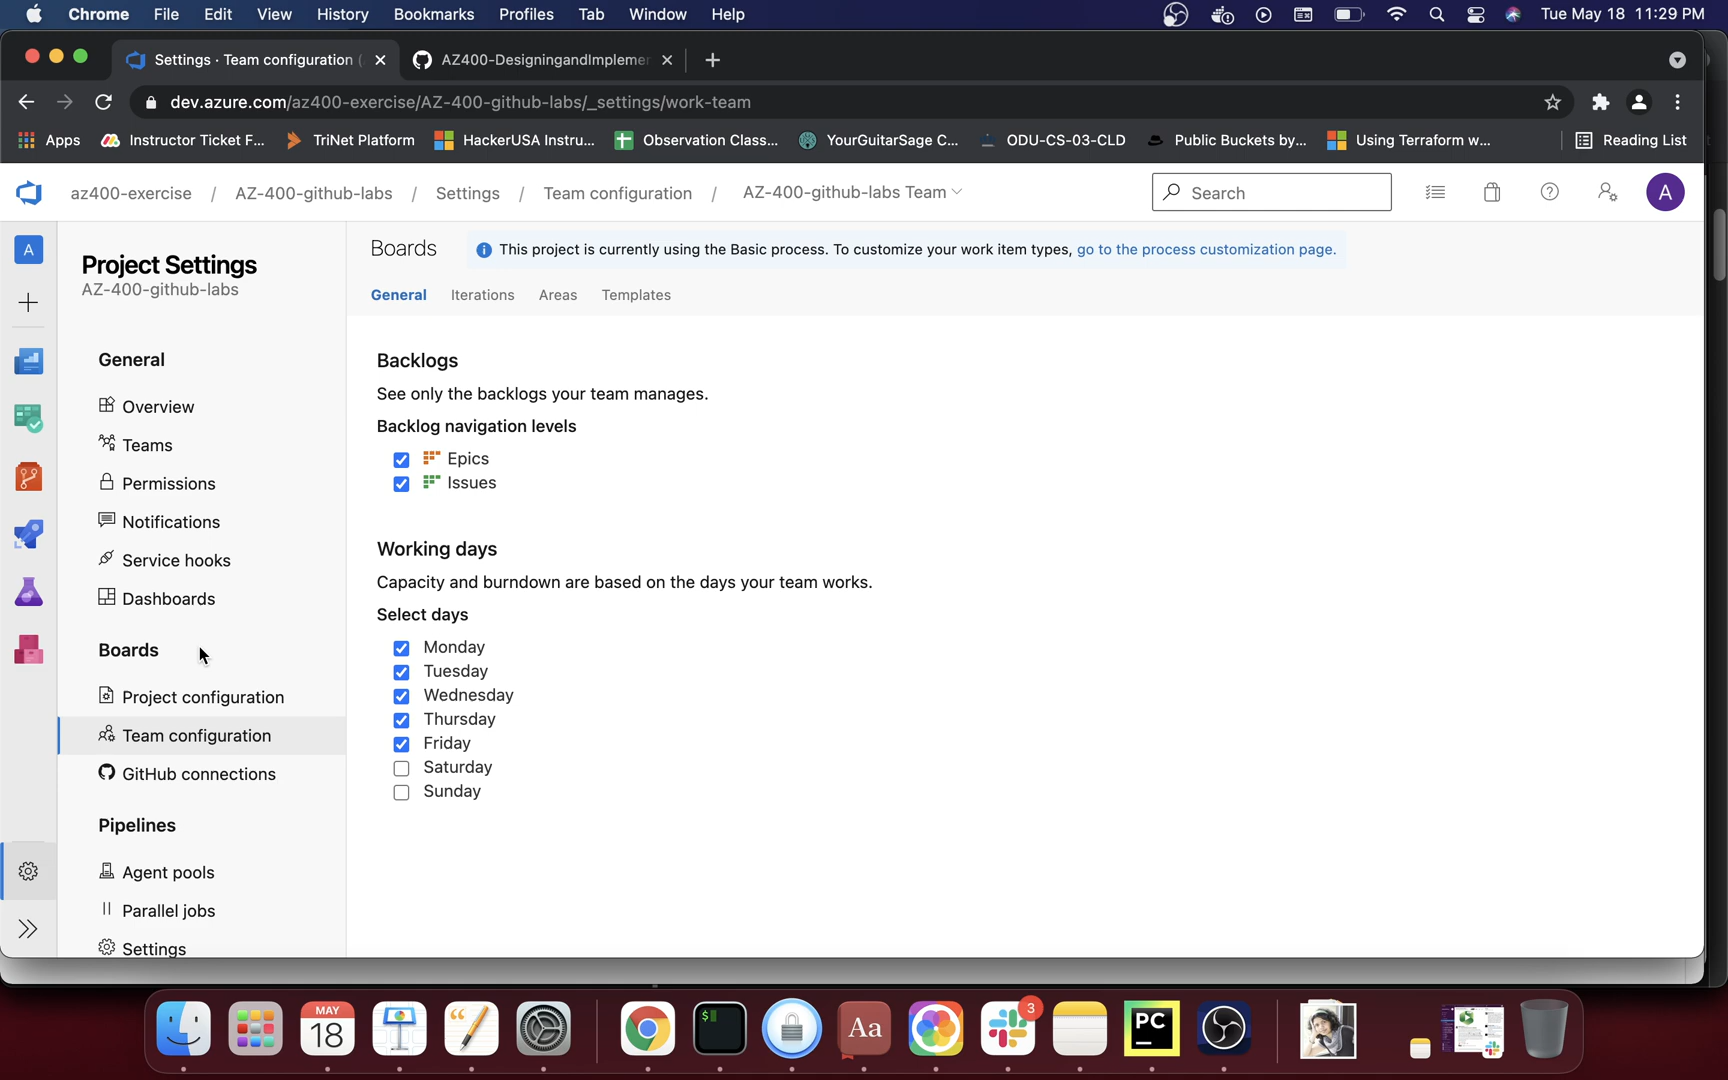 Chrome File Edit View History Bookmarks Profiles Tab Window Help Tue May 18 11:29 PM
Settings · Team configuration ( AZ400-DesigningandImplemen
dev.azure.com/az400-exercise/AZ-400-github-labs/_settings/work-team
Apps Instructor Ticket F... TriNet Platform HackerUSA Instru... Observation Class... YourGuitarSage C... ODU-CS-03-CLD Public Buckets by... Using Terraform w... Reading List
az400-exercise / AZ-400-github-labs / Settings / Team configuration / AZ-400-github-labs Team Search A
A
Project Settings
AZ-400-github-labs
General
Overview
Teams
Permissions
Notifications
Service hooks
Dashboards
Boards
Project configuration
Team configuration
GitHub connections
Pipelines
Agent pools
Parallel jobs
Settings
Boards This project is currently using the Basic process. To customize your work item types, go to the process customization page.
General Iterations Areas Templates
Backlogs
See only the backlogs your team manages.
Backlog navigation levels
Epics
Issues
Working days
Capacity and burndown are based on the days your team works.
Select days
Monday
Tuesday
Wednesday
Thursday
Friday
Saturday
Sunday
MAY
18
$
Aa
3
PC